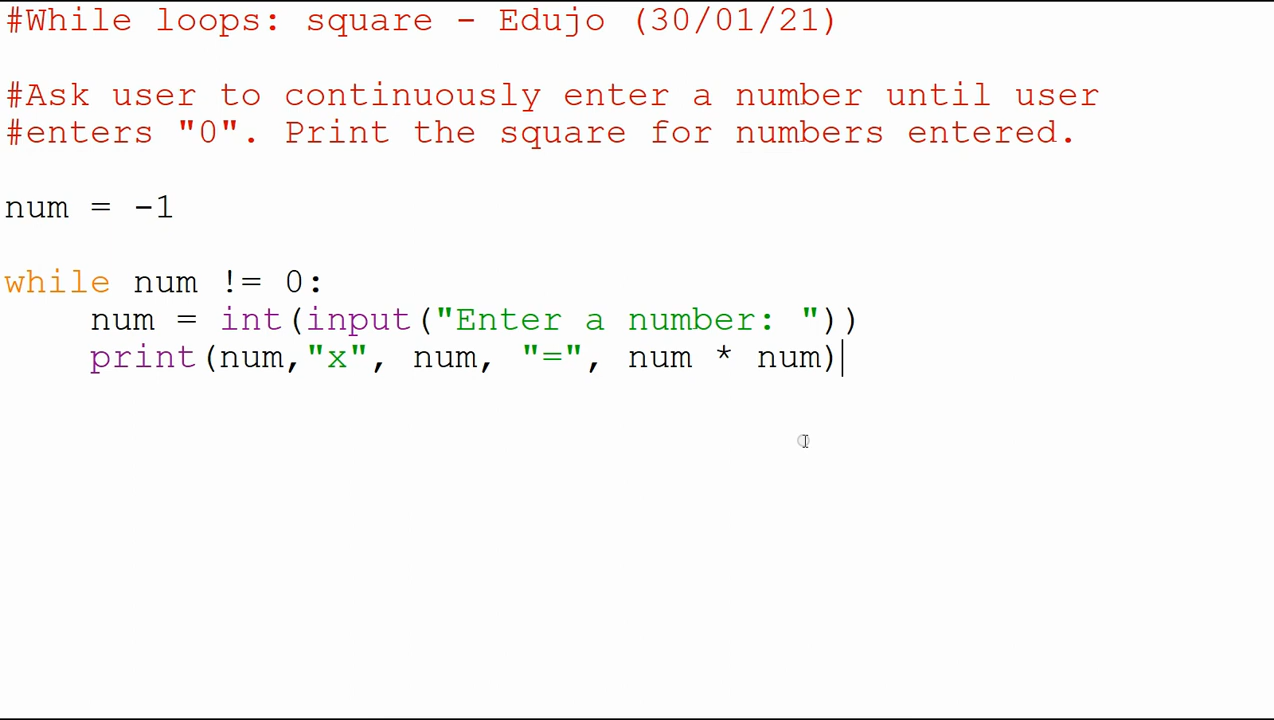 #While loops: square - Edujo (30/01/21)
#Ask user to continuously enter a number until user
#enters "0". Print the square for numbers entered.
num = -1
while num != 0:
    num = int(input("Enter a number: "))
    print(num,"x", num, "=", num * num)